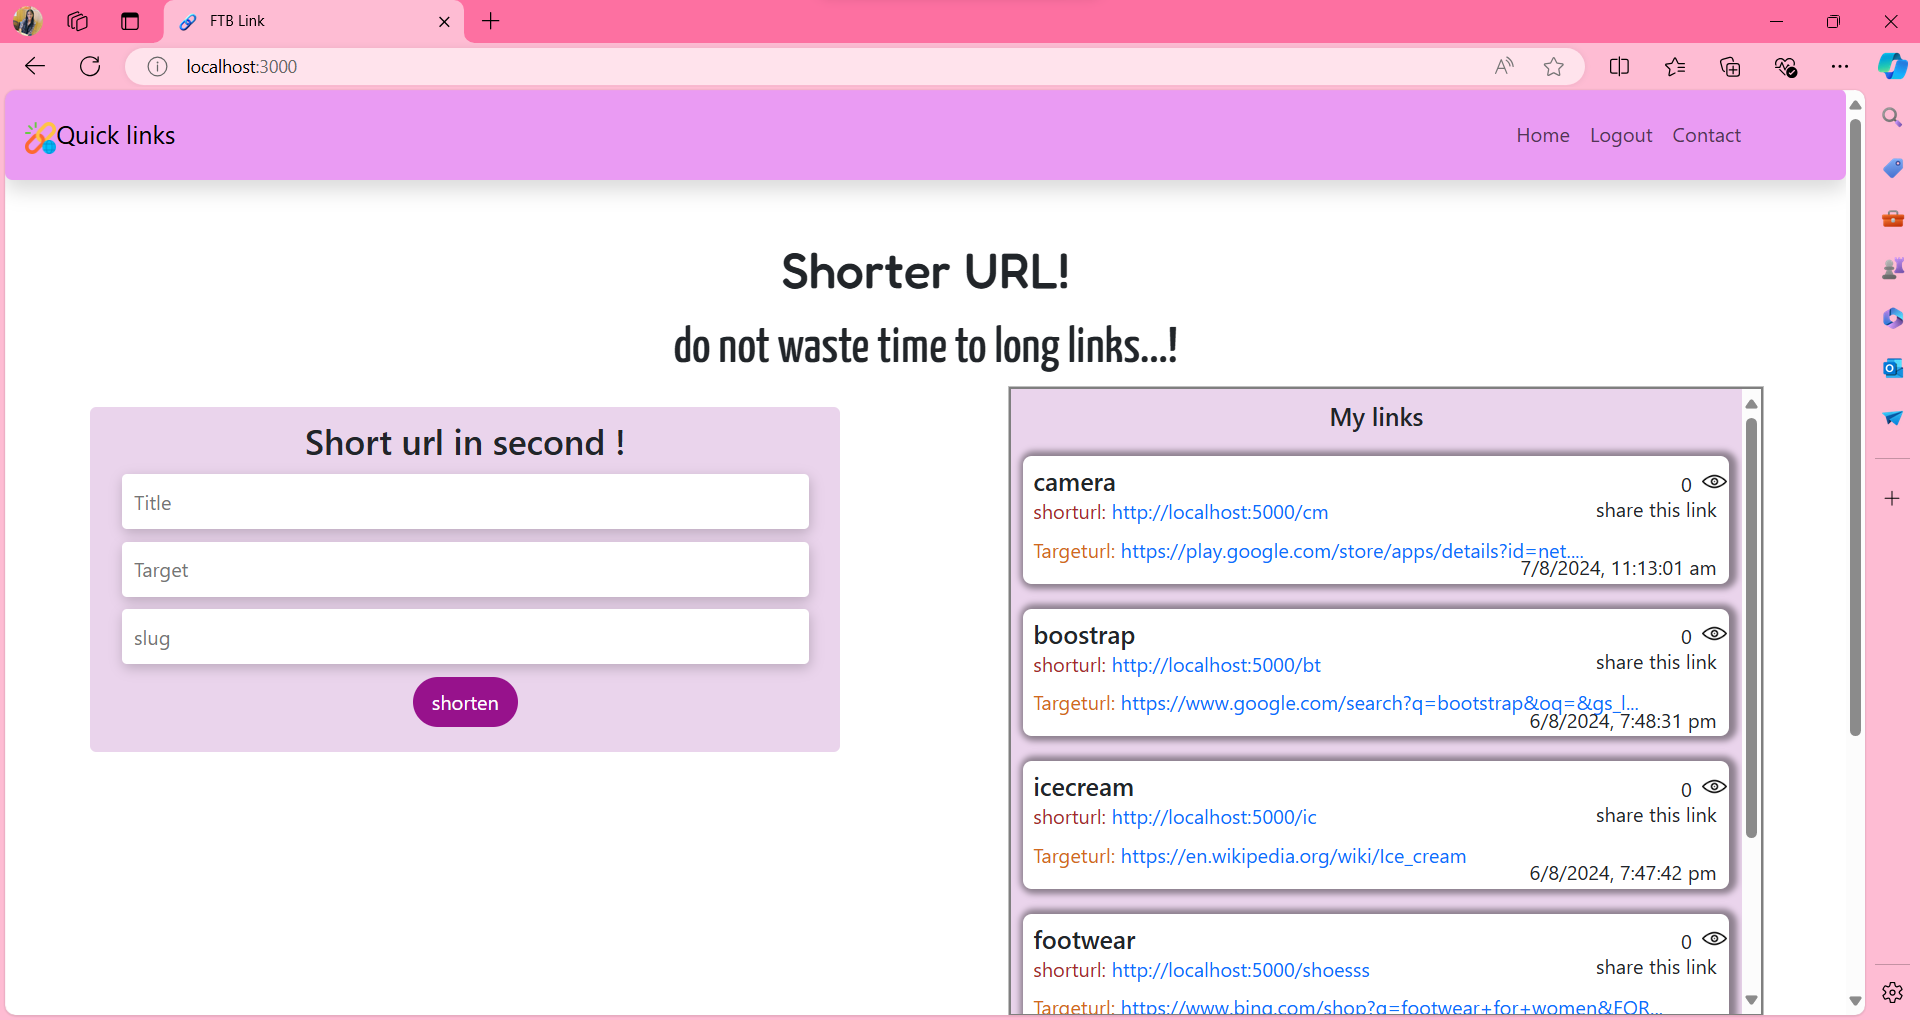 FTB Link
localhost:3000
Quick links
Home Logout Contact
Shorter URL!
do not waste time to long links...!
Short url in second !
Title
Target
slug
shorten
My links
camera
0
shorturl: http://localhost:5000/cm
share this link
Targeturl: https://play.google.com/store/apps/details?id=net....
7/8/2024, 11:13:01 am
boostrap
0
shorturl: http://localhost:5000/bt
share this link
Targeturl: https://www.google.com/search?q=bootstrap&oq=&gs_l...
6/8/2024, 7:48:31 pm
icecream
0
shorturl: http://localhost:5000/ic
share this link
Targeturl: https://en.wikipedia.org/wiki/Ice_cream
6/8/2024, 7:47:42 pm
footwear
0
shorturl: http://localhost:5000/shoesss
share this link
Targeturl: https://www.bing.com/shop?q=footwear+for+women&FOR...